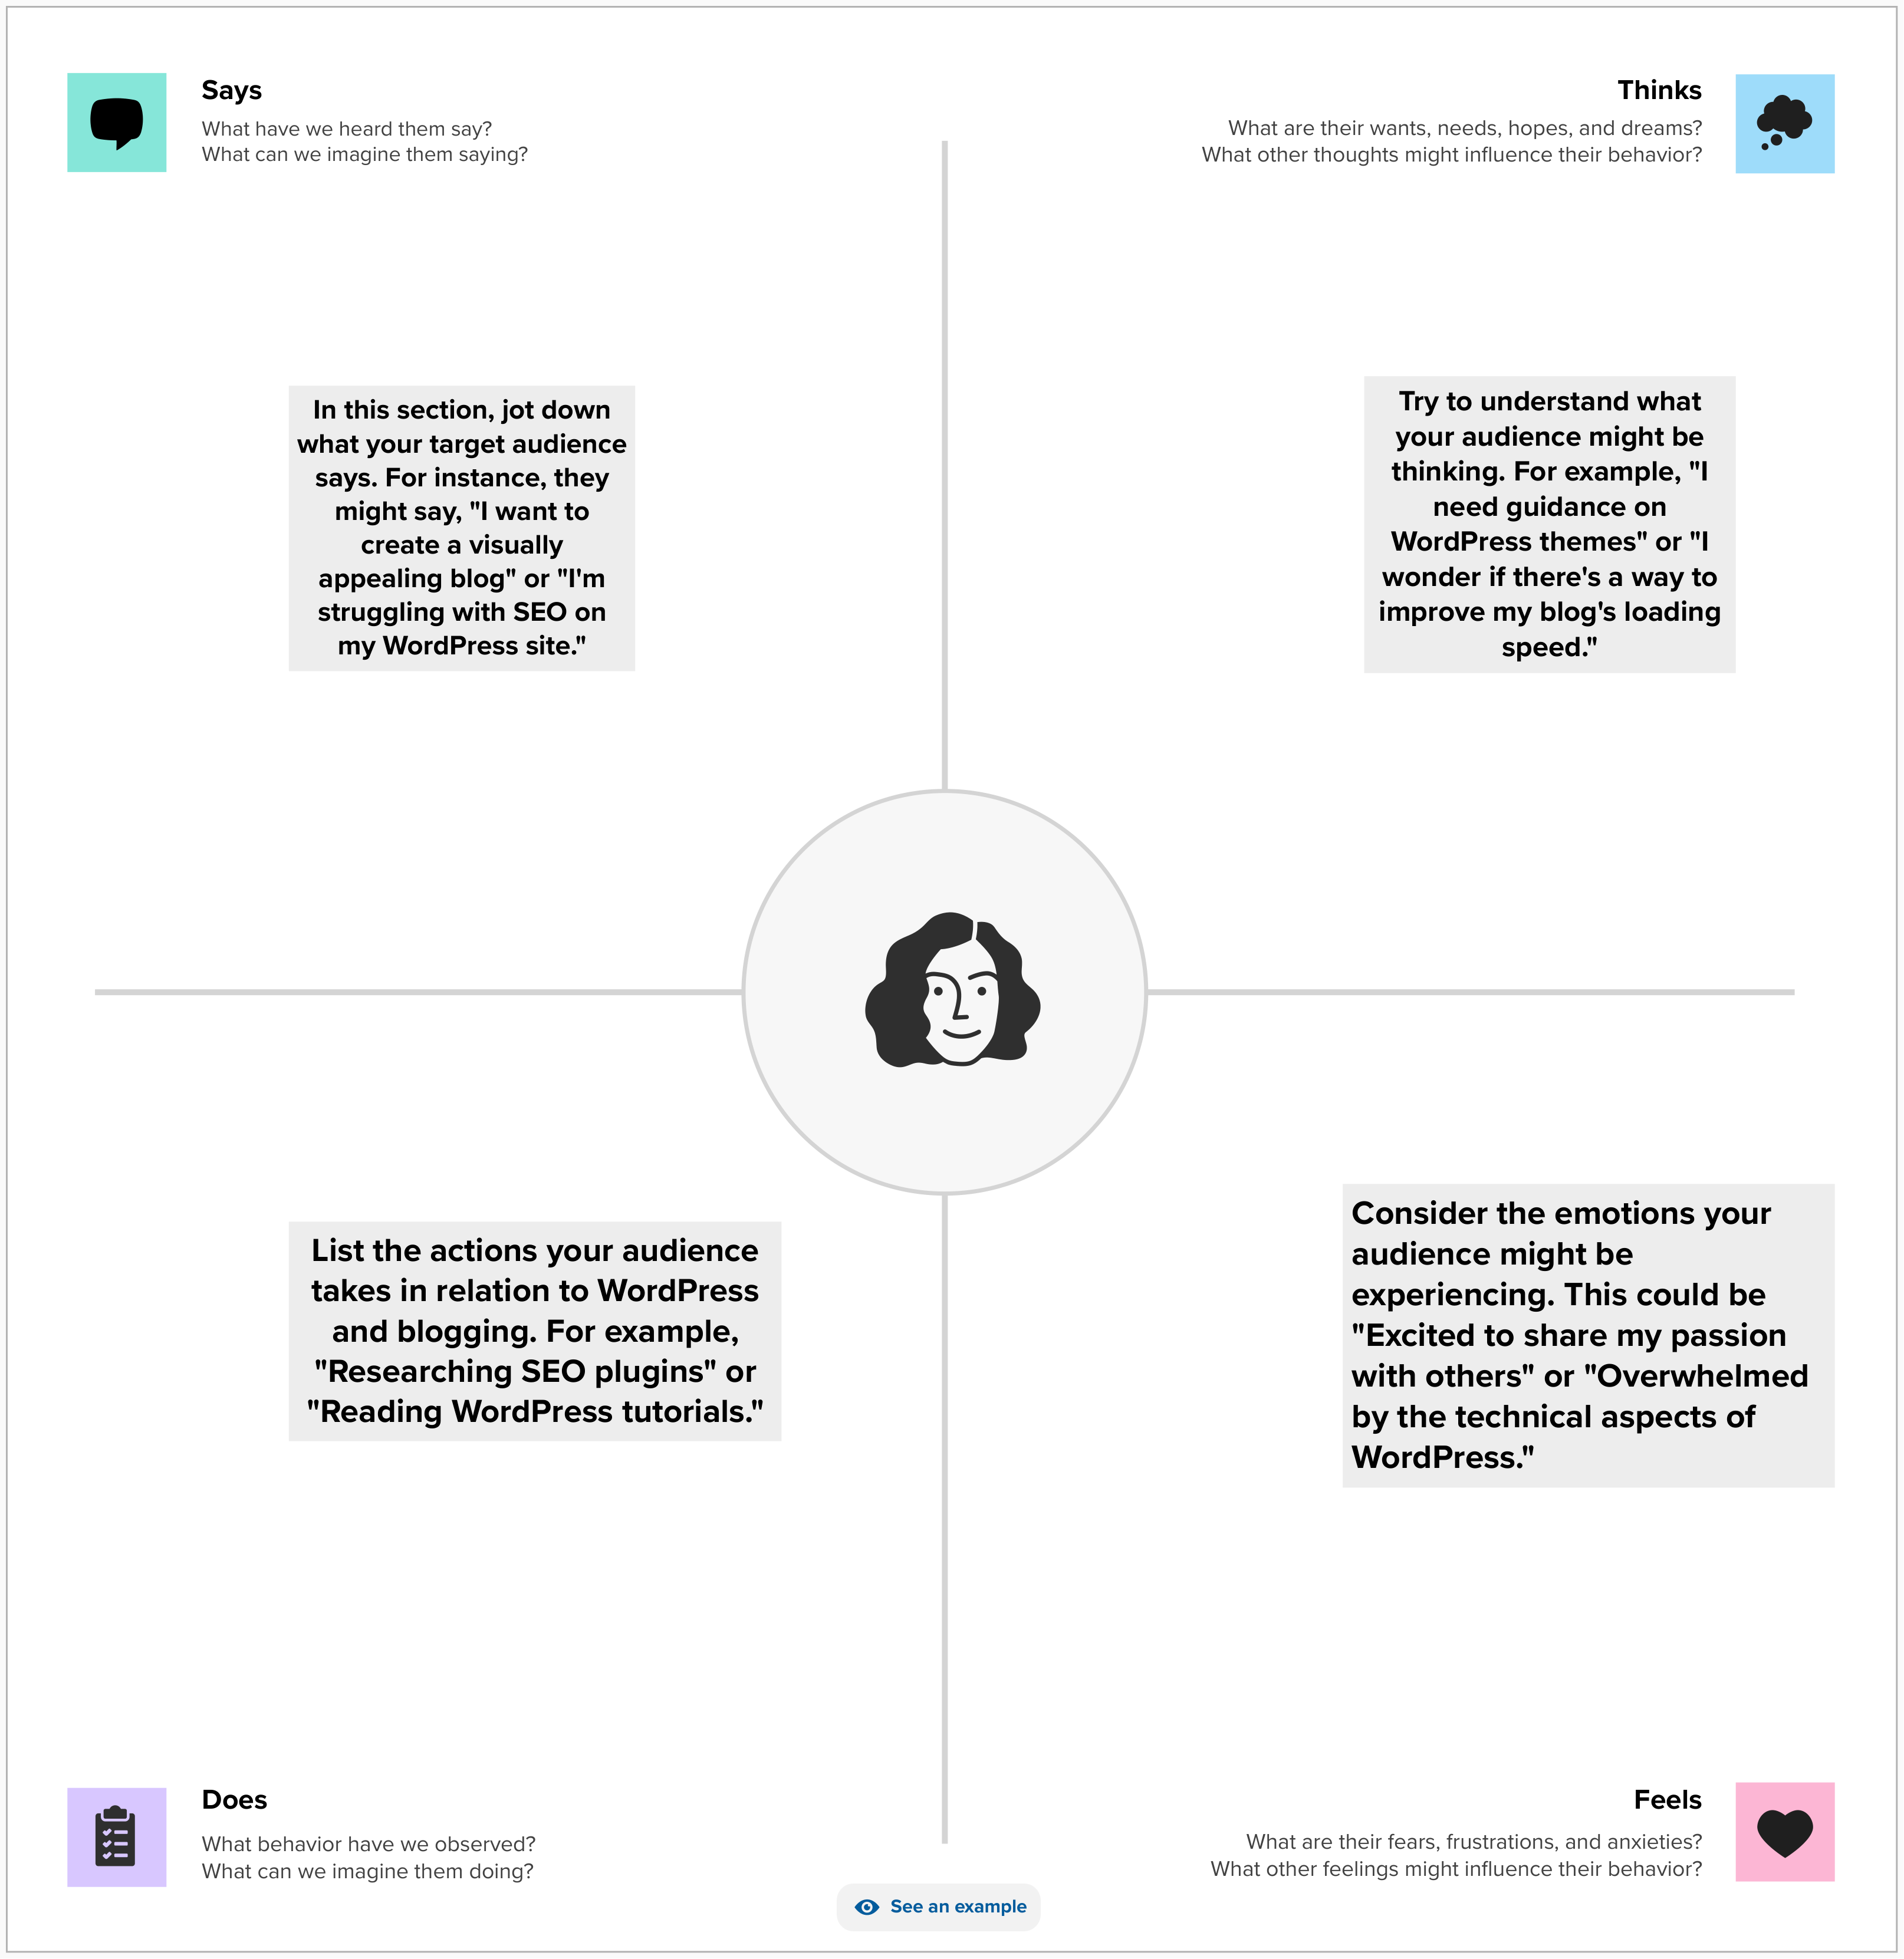 Says
What have we heard them say?
What can we imagine them saying?
Thinks
What are their wants, needs, hopes, and dreams?
What other thoughts might influence their behavior?
In this section, jot down
what your target audience
says. For instance, they
might say, "I want to
create a visually
appealing blog" or "I'm
struggling with SEO on
my WordPress site."
Try to understand what
your audience might be
thinking. For example, "I
need guidance on
WordPress themes" or "I
wonder if there's a way to
improve my blog's loading
speed."
List the actions your audience
takes in relation to WordPress
and blogging. For example,
"Researching SEO plugins" or
"Reading WordPress tutorials."
Consider the emotions your
audience might be
experiencing. This could be
"Excited to share my passion
with others" or "Overwhelmed
by the technical aspects of
WordPress."
Does
What behavior have we observed?
What can we imagine them doing?
Feels
What are their fears, frustrations, and anxieties?
What other feelings might influence their behavior?
See an example